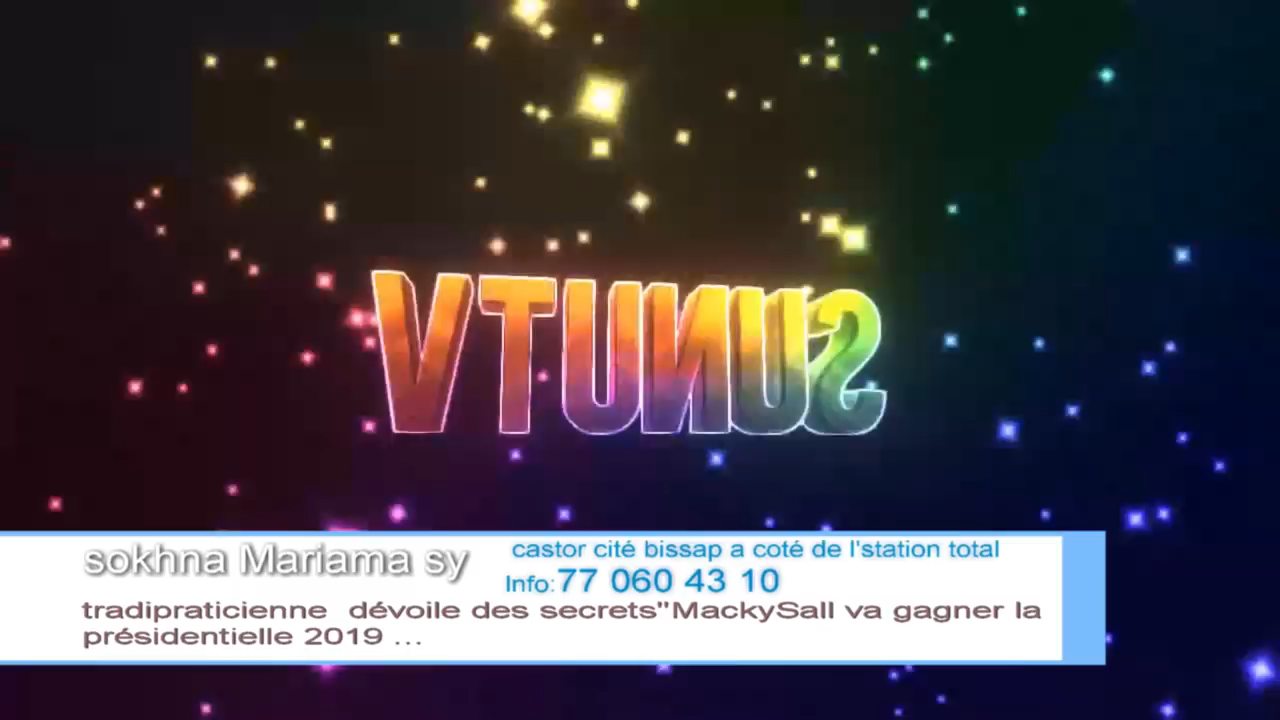 SUNUTV
sokhna Mariama sy
castor cité bissap a coté de l'station total
Info: 77 060 43 10
tradipraticienne dévoile des secrets"MackySall va gagner la
présidentielle 2019 ...